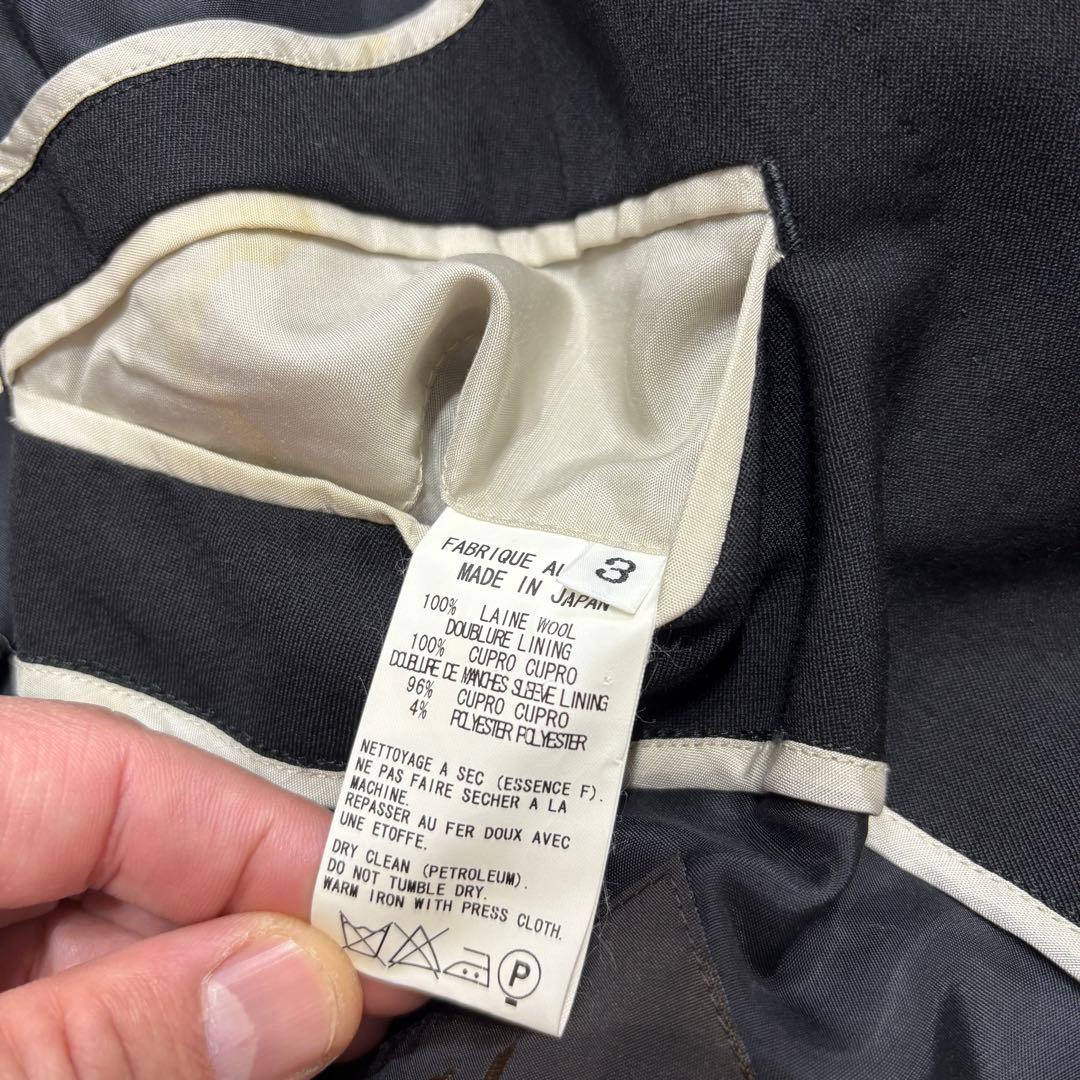 FABRIQUE AU
3
MADE IN JAPAN
100% LAINE WOOL
DOUBLURE LINING
100% CUPRO CUPRO
DOUBLURE DE MANCHES SLEEVE LINING
96% CUPRO CUPRO
4% POLYESTER POLYESTER
NETTOYAGE A SEC (ESSENCE F).
NE PAS FAIRE SECHER A LA
MACHINE.
REPASSER AU FER DOUX AVEC
UNE ETOFFE.
DRY CLEAN (PETROLEUM).
DO NOT TUMBLE DRY.
WARM IRON WITH PRESS CLOTH.
P